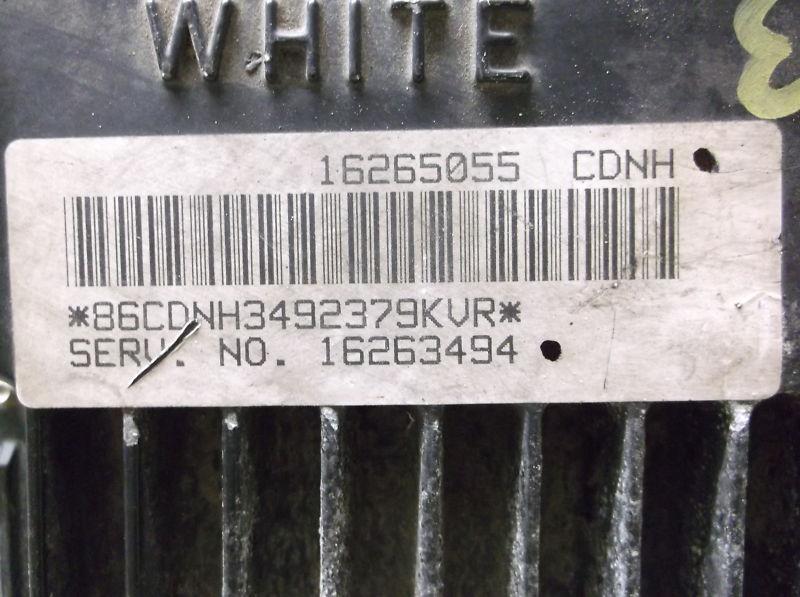 WHITE
16265055 CDNH
*86CDNH3492379KVR*
SERV. NO. 16263494